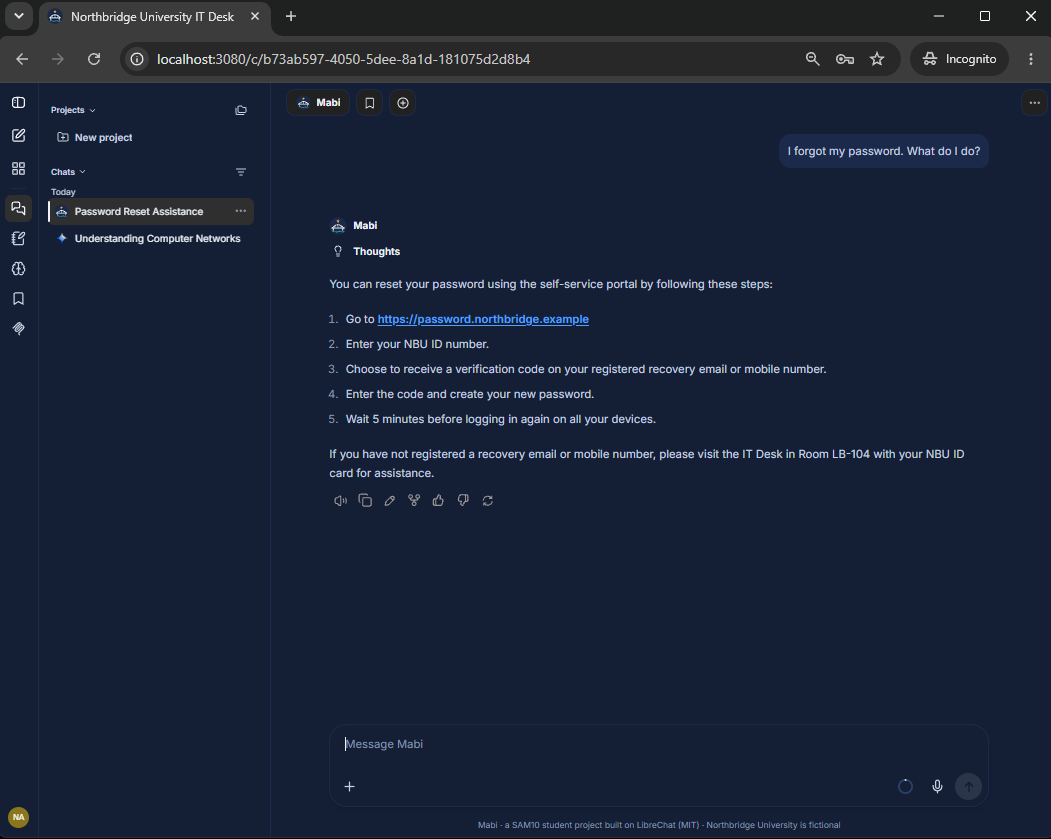 Northbridge University IT Desk
localhost:3080/c/b73ab597-4050-5dee-8a1d-181075d2d8b4
Incognito
Projects
New project
Chats
Today
Password Reset Assistance
Understanding Computer Networks
NA
Mabi
I forgot my password. What do I do?
Mabi
Thoughts
You can reset your password using the self-service portal by following these steps:
1. Go to https://password.northbridge.example
2. Enter your NBU ID number.
3. Choose to receive a verification code on your registered recovery email or mobile number.
4. Enter the code and create your new password.
5. Wait 5 minutes before logging in again on all your devices.
If you have not registered a recovery email or mobile number, please visit the IT Desk in Room LB-104 with your NBU ID
card for assistance.
Message Mabi
Mabi - a SAM10 student project built on LibreChat (MIT) - Northbridge University is fictional